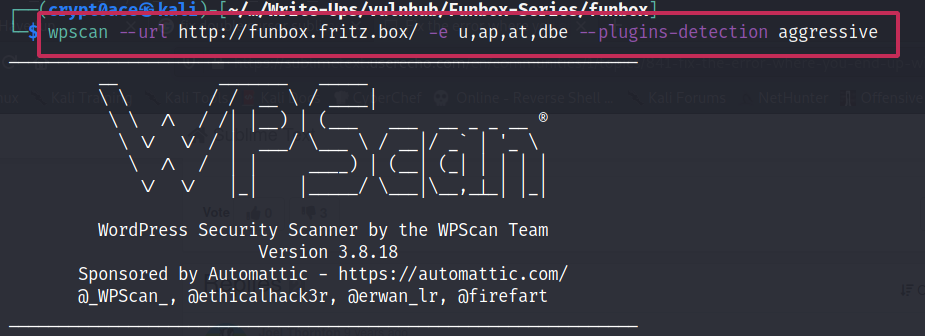 ┌──(crypt0ace㉿kali)-[~/…/Write-Ups/vulnhub/Funbox-Series/funbox]
└─$ wpscan --url http://funbox.fritz.box/ -e u,ap,at,dbe --plugins-detection aggressive
WPScan ®
WordPress Security Scanner by the WPScan Team
Version 3.8.18
Sponsored by Automattic - https://automattic.com/
@_WPScan_, @ethicalhack3r, @erwan_lr, @firefart